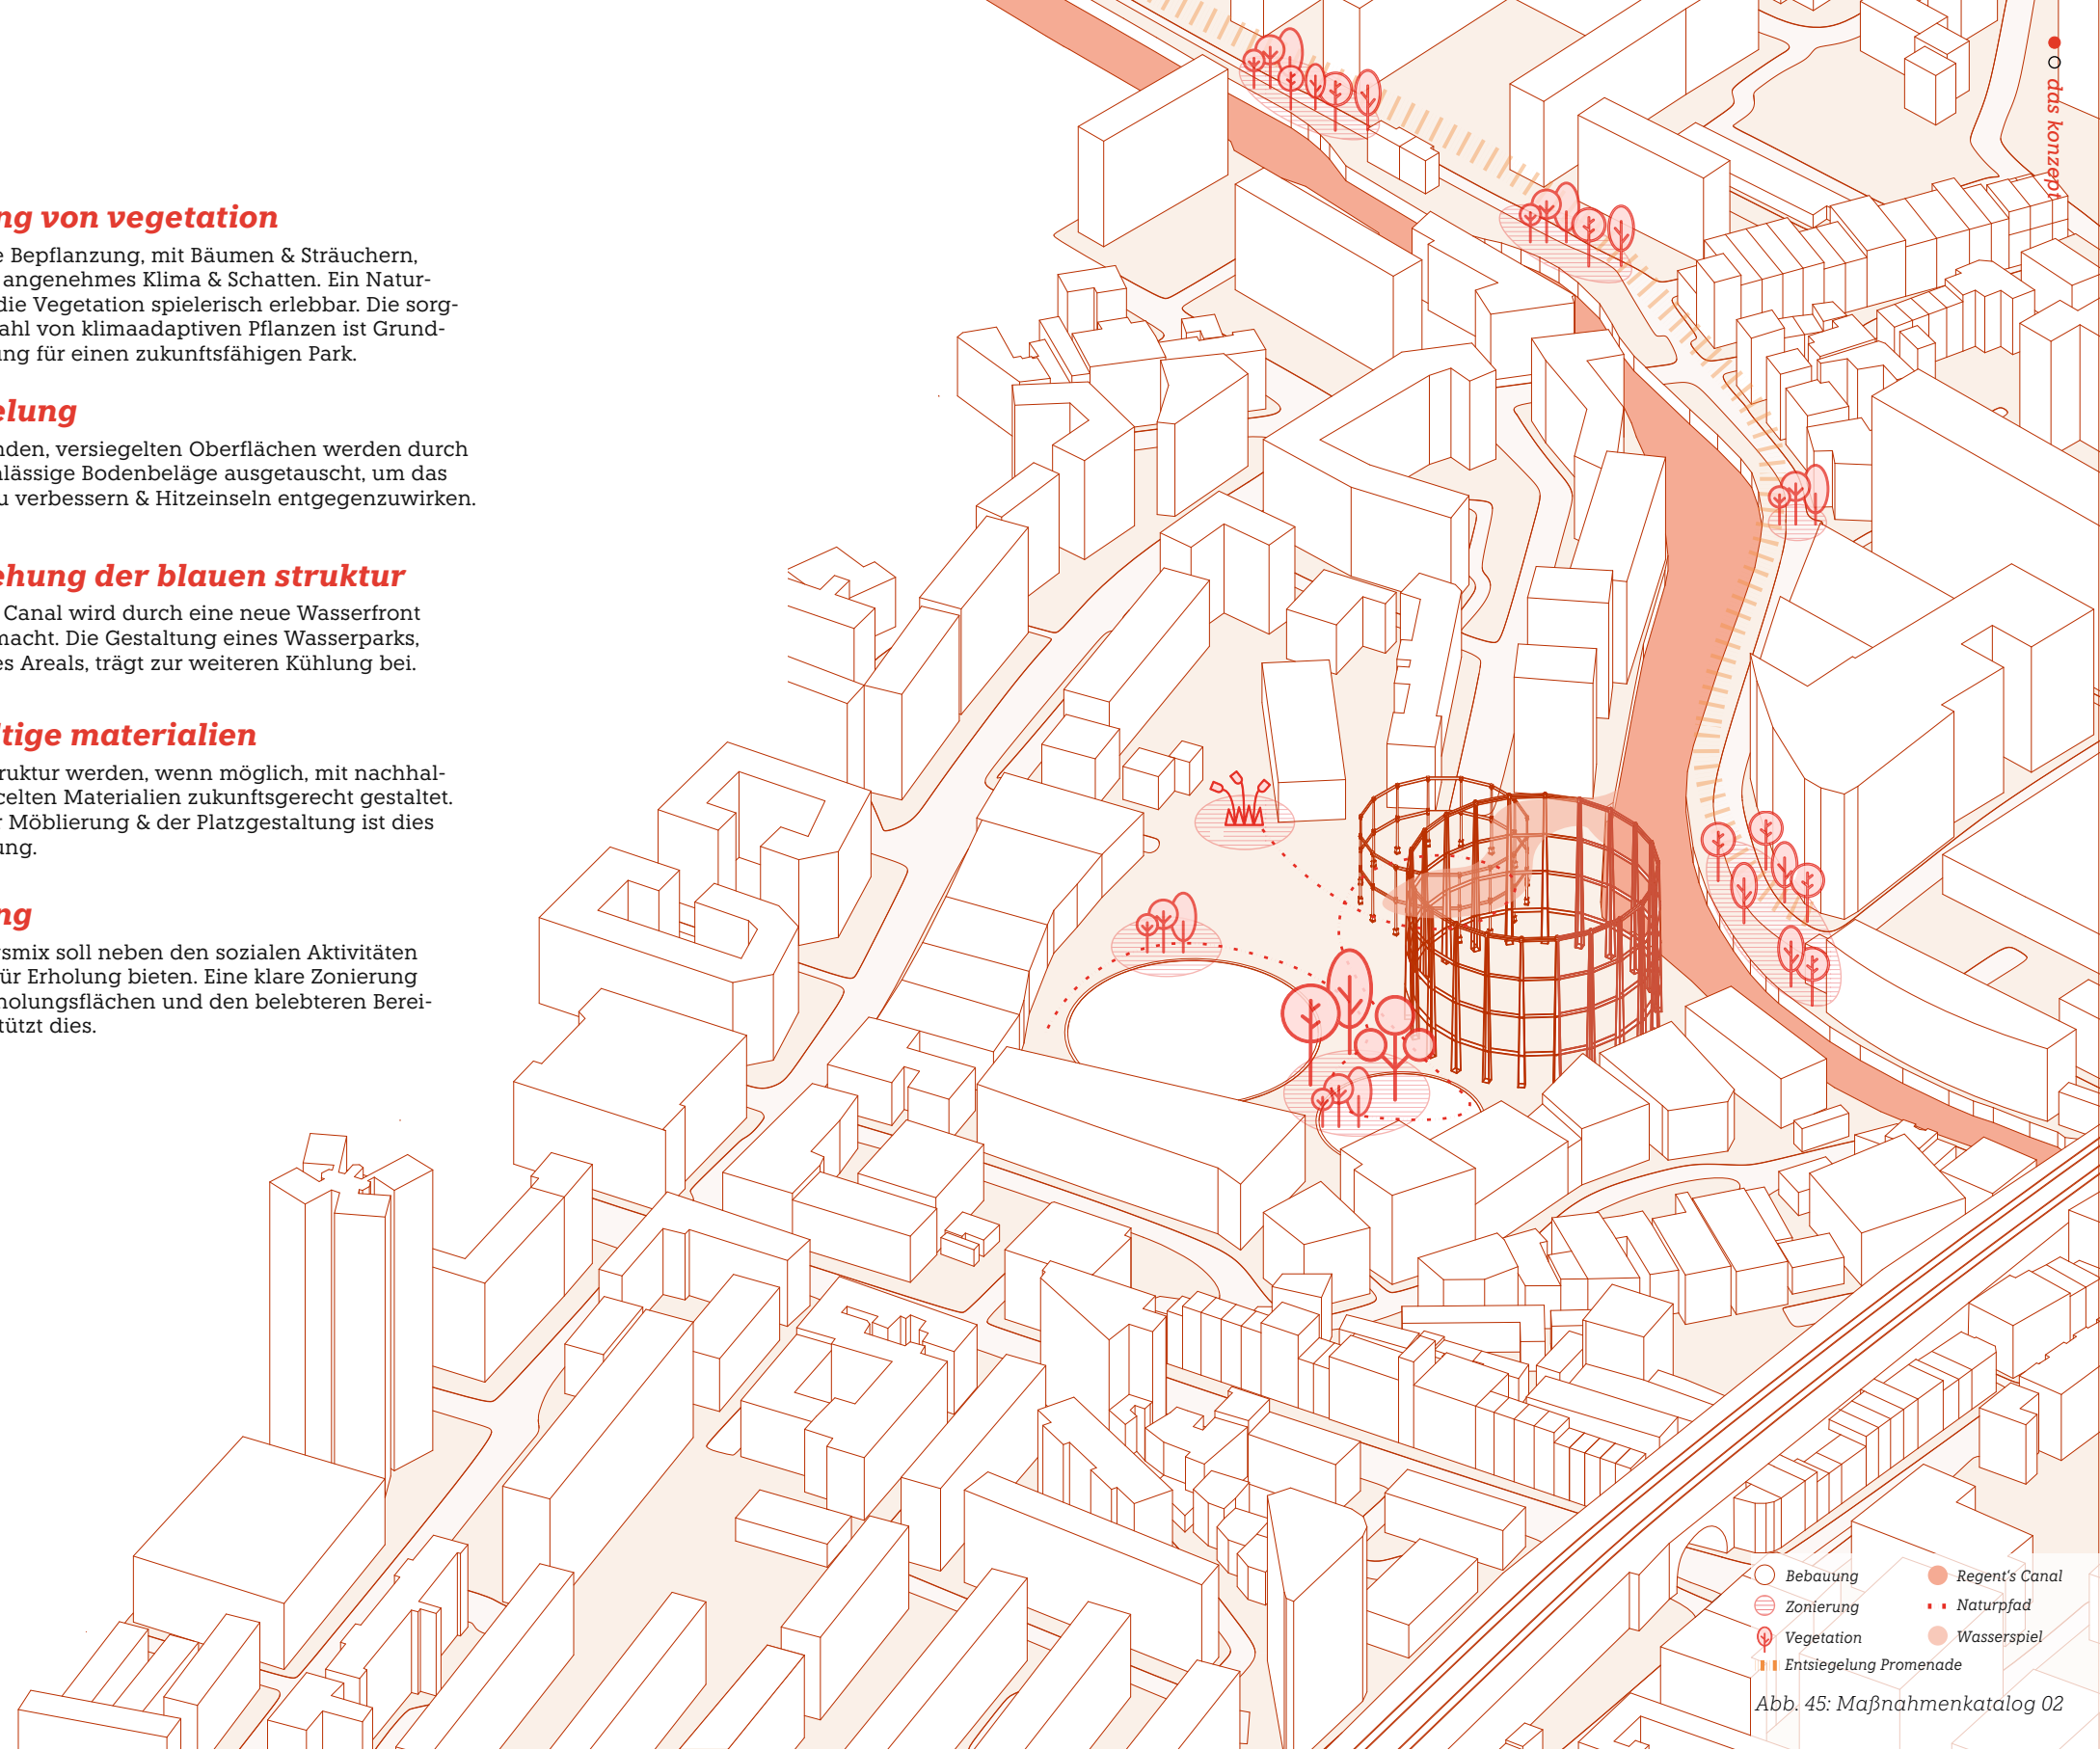 das konzept
ng von vegetation
e Bepflanzung, mit Bäumen & Sträuchern,
angenehmes Klima & Schatten. Ein Natur-
die Vegetation spielerisch erlebbar. Die sorg-
ahl von klimaadaptiven Pflanzen ist Grund-
ung für einen zukunftsfähigen Park.
elung
nden, versiegelten Oberflächen werden durch
lässige Bodenbeläge ausgetauscht, um das
u verbessern & Hitzeinseln entgegenzuwirken.
ehung der blauen struktur
Canal wird durch eine neue Wasserfront
macht. Die Gestaltung eines Wasserparks,
es Areals, trägt zur weiteren Kühlung bei.
tige materialien
ruktur werden, wenn möglich, mit nachhal-
celten Materialien zukunftsgerecht gestaltet.
r Möblierung & der Platzgestaltung ist dies
ung.
ng
smix soll neben den sozialen Aktivitäten
für Erholung bieten. Eine klare Zonierung
holungsflächen und den belebteren Berei-
tützt dies.
Bebauung
Zonierung
Vegetation
Entsiegelung Promenade
Regent's Canal
Naturpfad
Wasserspiel
Abb. 45: Maßnahmenkatalog 02